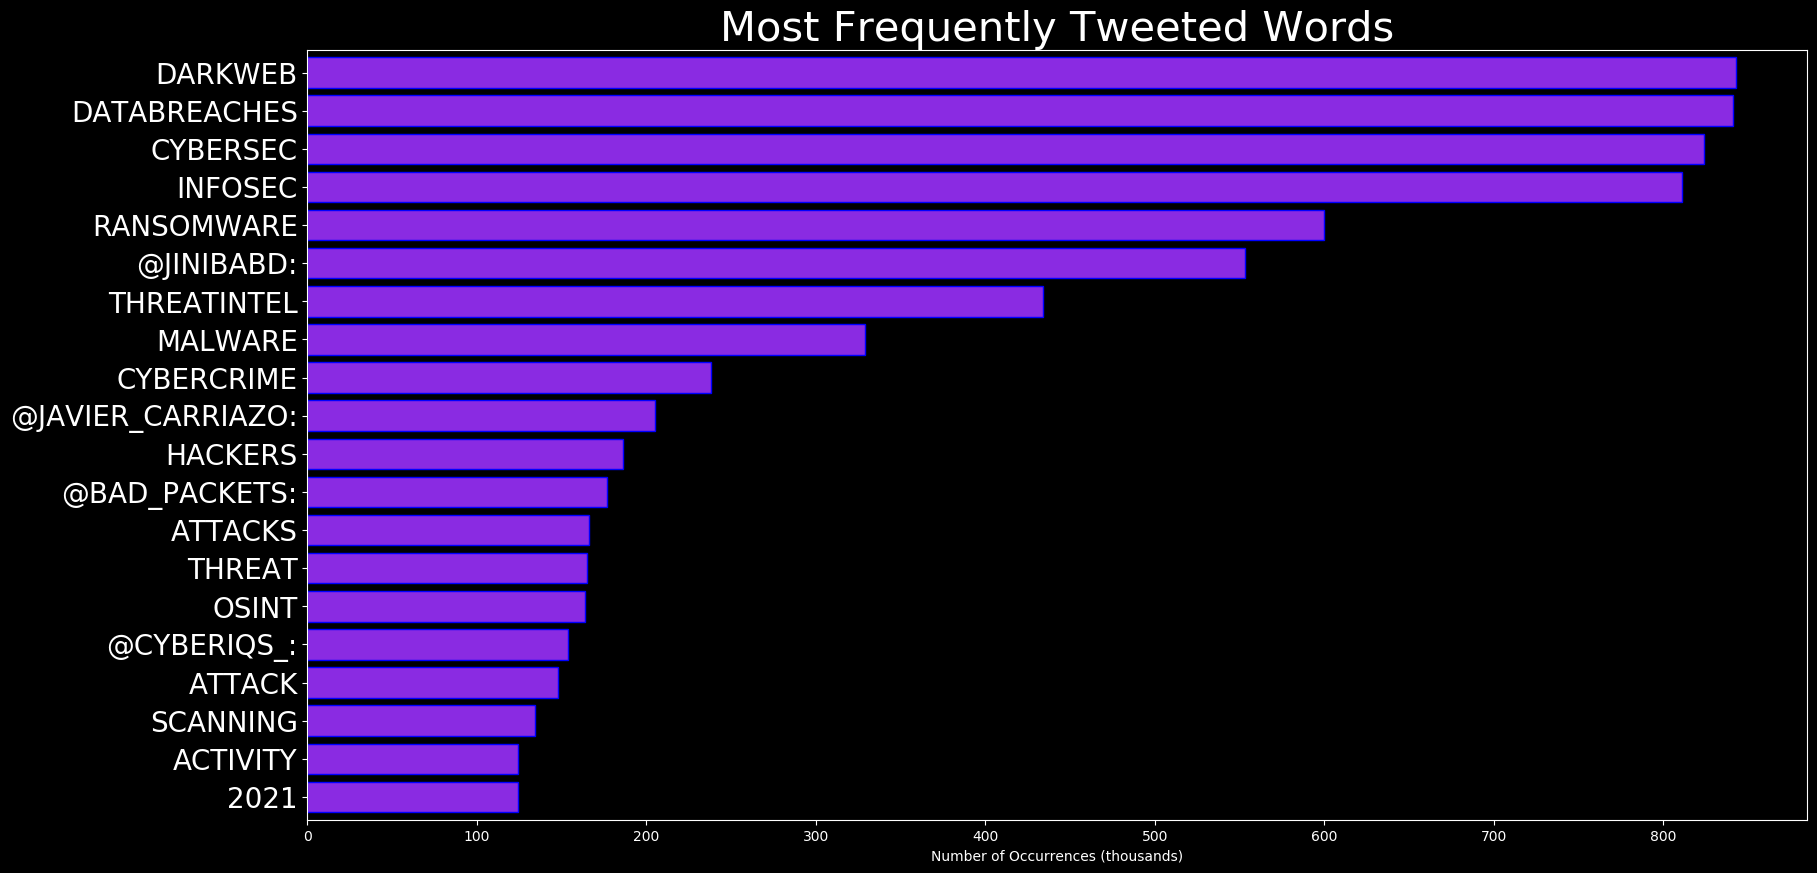 Most Frequently Tweeted Words
DARKWEB
DATABREACHES
CYBERSEC
INFOSEC
RANSOMWARE
@JINIBABD:
THREATINTEL
MALWARE
CYBERCRIME
@JAVIER_CARRIAZO:
HACKERS
@BAD_PACKETS:
ATTACKS
THREAT
OSINT
@CYBERIQS_:
ATTACK
SCANNING
ACTIVITY
2021
0 100 200 300 400 500 600 700 800
Number of Occurrences (thousands)